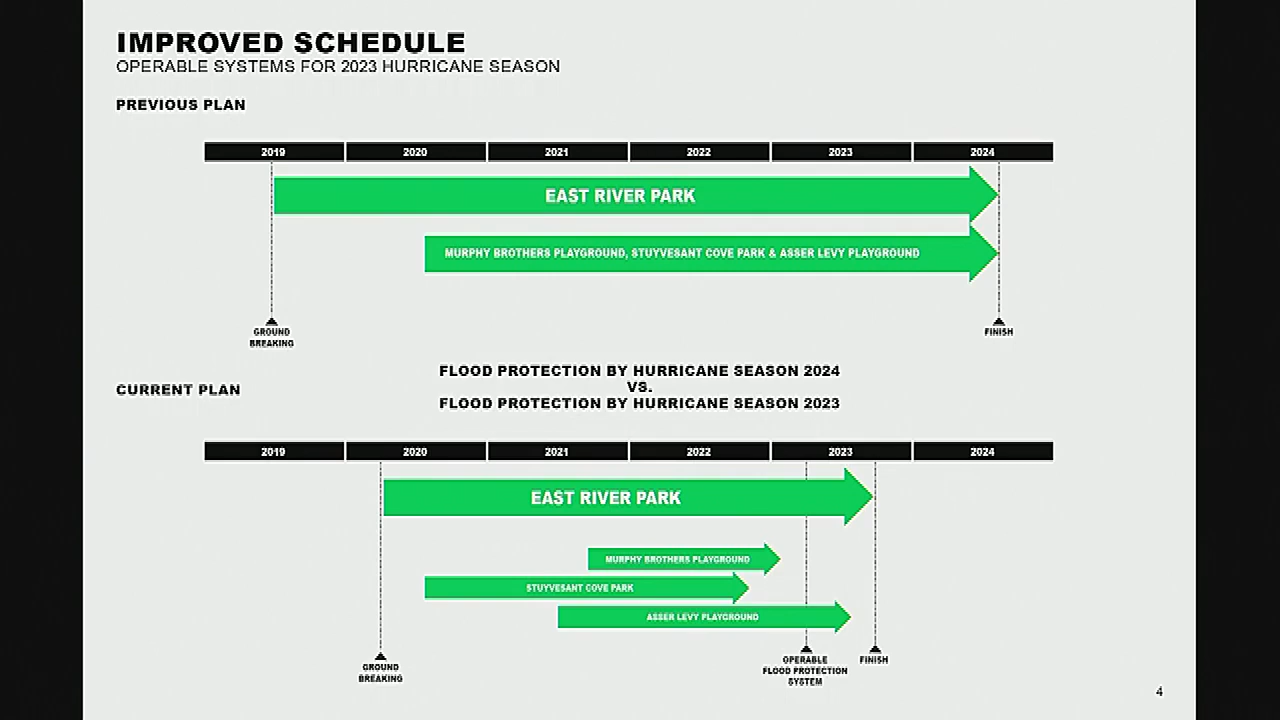 IMPROVED SCHEDULE
OPERABLE SYSTEMS FOR 2023 HURRICANE SEASON
PREVIOUS PLAN
2019 2020 2021 2022 2023 2024
EAST RIVER PARK
MURPHY BROTHERS PLAYGROUND, STUYVESANT COVE PARK & ASSER LEVY PLAYGROUND
GROUND
BREAKING
FINISH
FLOOD PROTECTION BY HURRICANE SEASON 2024
VS.
FLOOD PROTECTION BY HURRICANE SEASON 2023
CURRENT PLAN
2019 2020 2021 2022 2023 2024
EAST RIVER PARK
MURPHY BROTHERS PLAYGROUND
STUYVESANT COVE PARK
ASSER LEVY PLAYGROUND
GROUND
BREAKING
OPERABLE
FLOOD PROTECTION
SYSTEM
FINISH
4